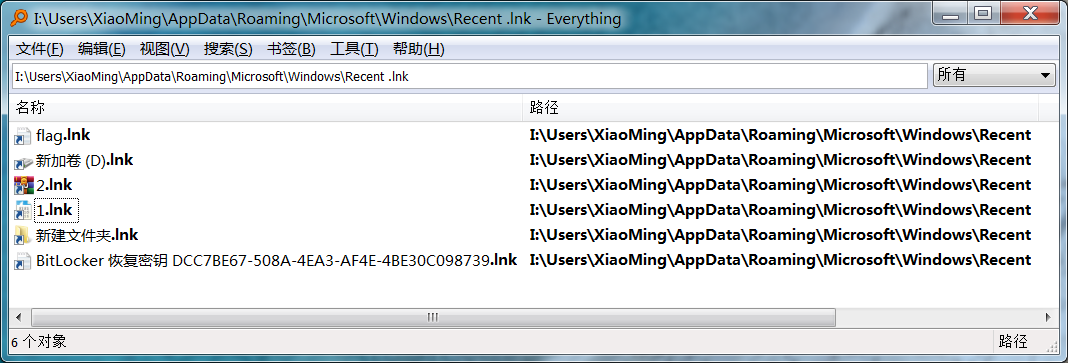 I:\Users\XiaoMing\AppData\Roaming\Microsoft\Windows\Recent .lnk - Everything
文件(F) 编辑(E) 视图(V) 搜索(S) 书签(B) 工具(T) 帮助(H)
I:\Users\XiaoMing\AppData\Roaming\Microsoft\Windows\Recent .lnk 所有
名称 路径
flag.lnk I:\Users\XiaoMing\AppData\Roaming\Microsoft\Windows\Recent
新加卷 (D).lnk I:\Users\XiaoMing\AppData\Roaming\Microsoft\Windows\Recent
2.lnk I:\Users\XiaoMing\AppData\Roaming\Microsoft\Windows\Recent
1.lnk I:\Users\XiaoMing\AppData\Roaming\Microsoft\Windows\Recent
新建文件夹.lnk I:\Users\XiaoMing\AppData\Roaming\Microsoft\Windows\Recent
BitLocker 恢复密钥 DCC7BE67-508A-4EA3-AF4E-4BE30C098739.lnk I:\Users\XiaoMing\AppData\Roaming\Microsoft\Windows\Recent
6 个对象 路径